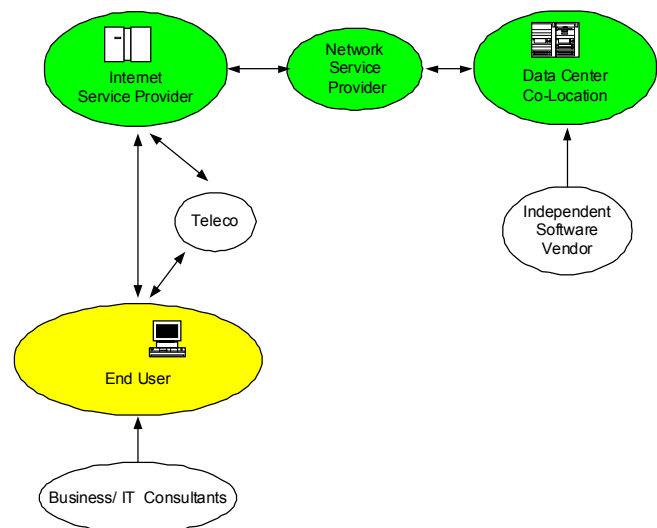 Internet
Service Provider
Network
Service
Provider
Data Center
Co-Location
Teleco
Independent
Software
Vendor
End User
Business/ IT Consultants